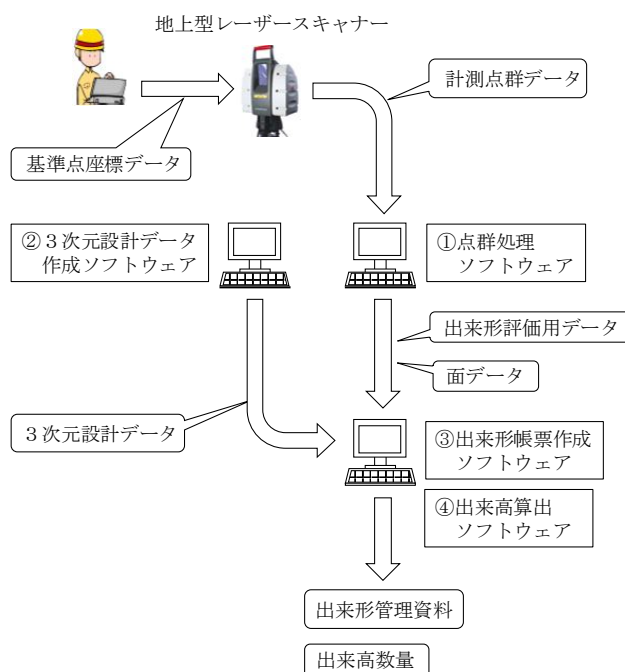 地上型レーザースキャナー
計測点群データ
基準点座標データ
②３次元設計データ
作成ソフトウェア
①点群処理
ソフトウェア
出来形評価用データ
面データ
３次元設計データ
③出来形帳票作成
ソフトウェア
④出来高算出
ソフトウェア
出来形管理資料
出来高数量